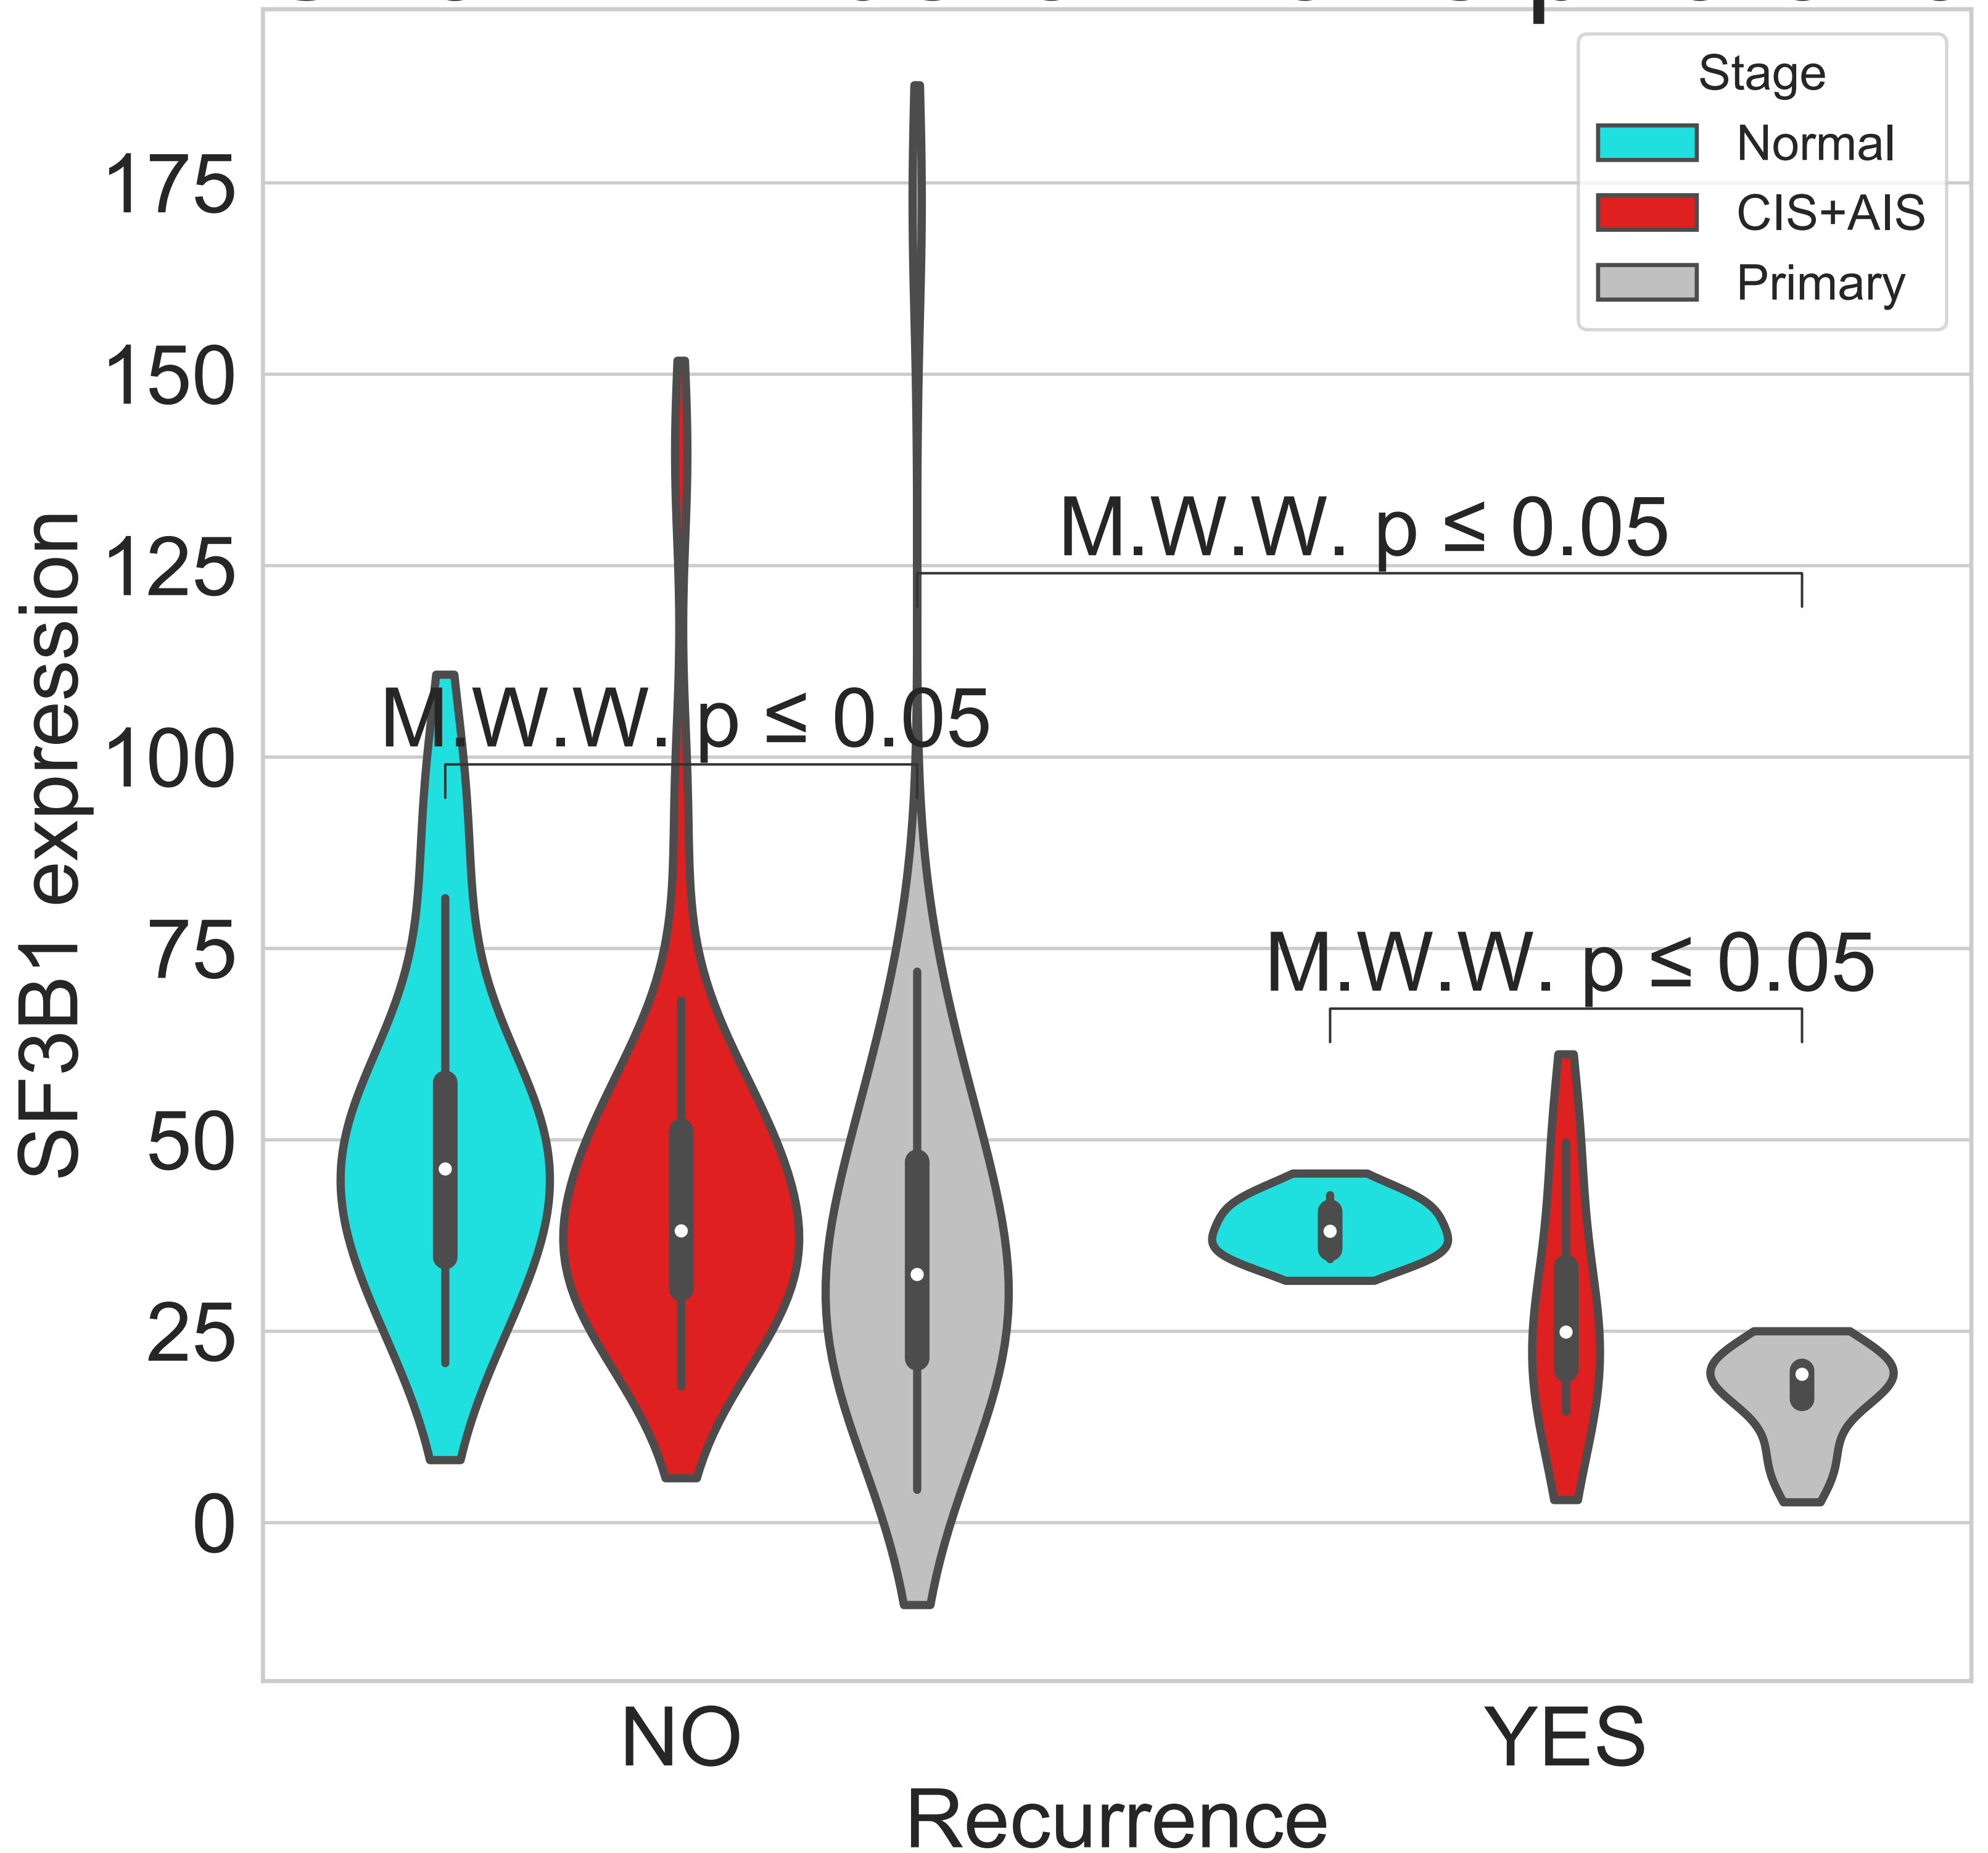 Stage
Normal
CIS+AIS
Primary
175
150
125
100
75
50
25
0
SF3B1 expression
M.W.W. p ≤ 0.05
M.W.W. p ≤ 0.05
M.W.W. p ≤ 0.05
NO
YES
Recurrence